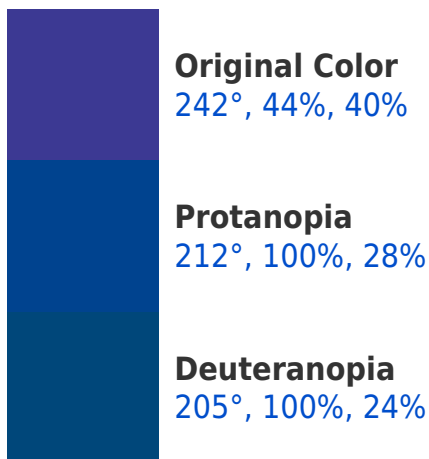 Original Color
242°, 44%, 40%
Protanopia
212°, 100%, 28%
Deuteranopia
205°, 100%, 24%